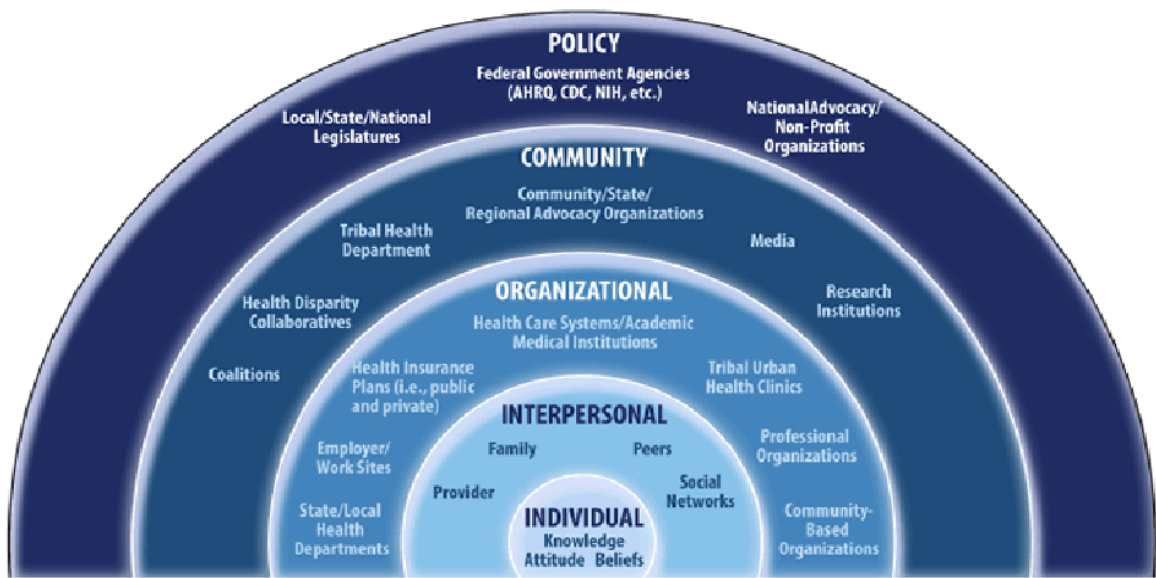 POLICY
Federal Government Agencies
(AHRQ, CDC, NIH, etc.)
Local/State/National
Legislatures
NationalAdvocacy/
Non-Profit
Organizations
COMMUNITY
Community/State/
Regional Advocacy Organizations
Tribal Health
Department
Media
Health Disparity
Collaboratives
Research
Institutions
Coalitions
ORGANIZATIONAL
Health Care Systems/Academic
Medical Institutions
Health Insurance
Plans (i.e., public
and private)
Tribal Urban
Health Clinics
Employer/
Work Sites
Professional
Organizations
State/Local
Health
Departments
Community-
Based
Organizations
INTERPERSONAL
Family
Peers
Provider
Social
Networks
INDIVIDUAL
Knowledge
Attitude Beliefs